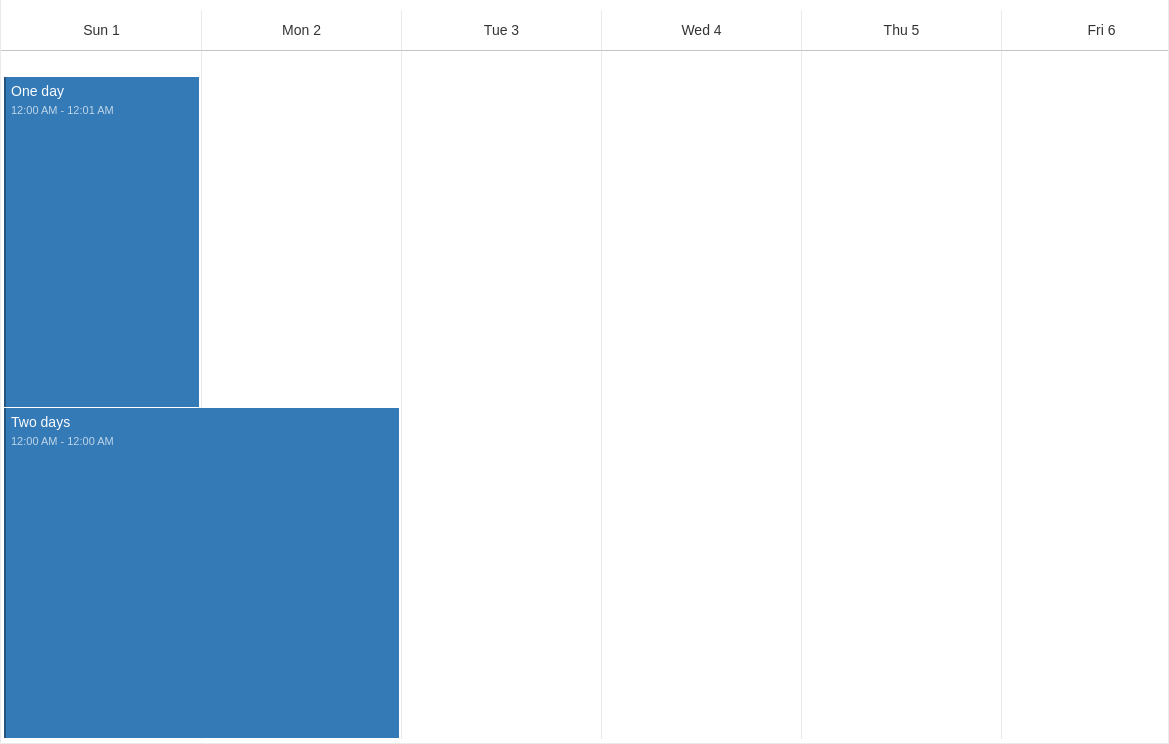 Sun 1
Mon 2
Tue 3
Wed 4
Thu 5
Fri 6
One day
12:00 AM - 12:01 AM
Two days
12:00 AM - 12:00 AM